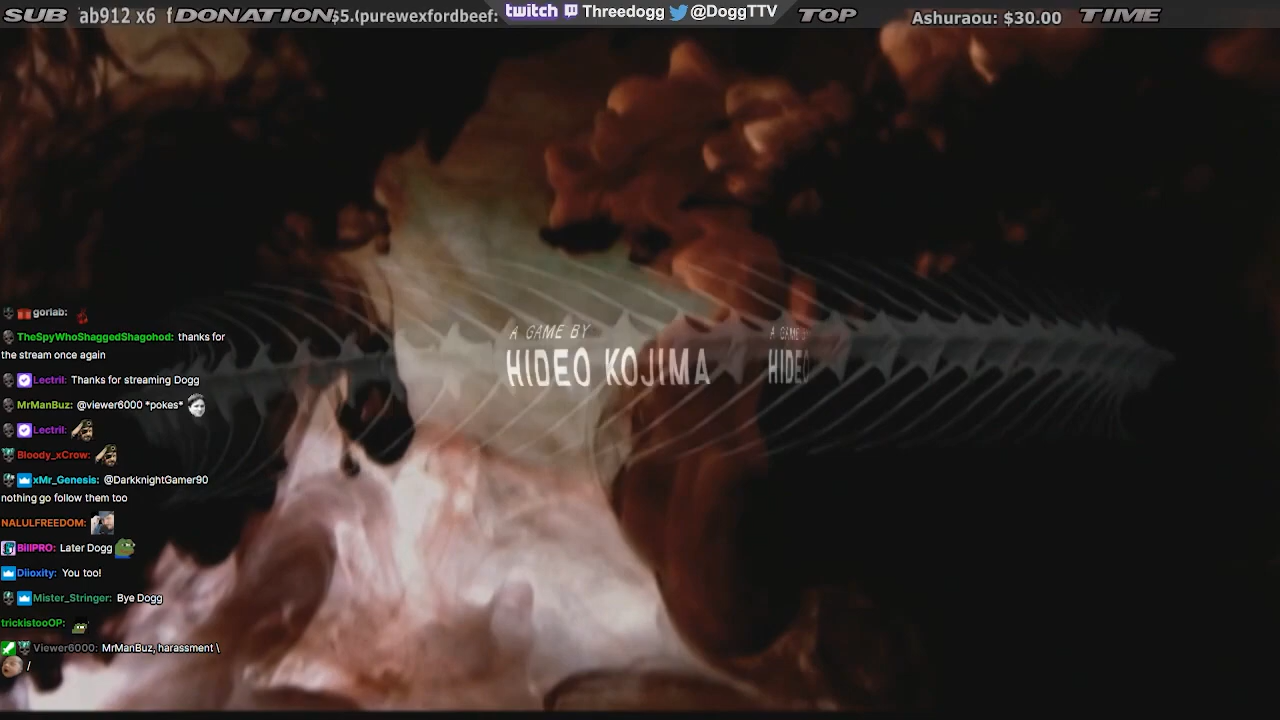 SUB ab912 x6 f DONATION $5.(purewexfordbeef: twitch Threedogg @DoggTTV TOP Ashuraou: $30.00 TIME
gorlab:
TheSpyWhoShaggedShagohod: thanks for
the stream once again
Lectril: Thanks for streaming Dogg
MrManBuz: @viewer6000 *pokes*
Lectril:
Bloody_xCrow:
xMr_Genesis: @DarkknightGamer90
nothing go follow them too
NALULFREEDOM:
BillPRO: Later Dogg
Diioxity: You too!
Mister_Stringer: Bye Dogg
trickistooOP:
Viewer6000: MrManBuz, harassment \
/
A GAME BY
HIDEO KOJIMA
A GAME BY
HIDEO